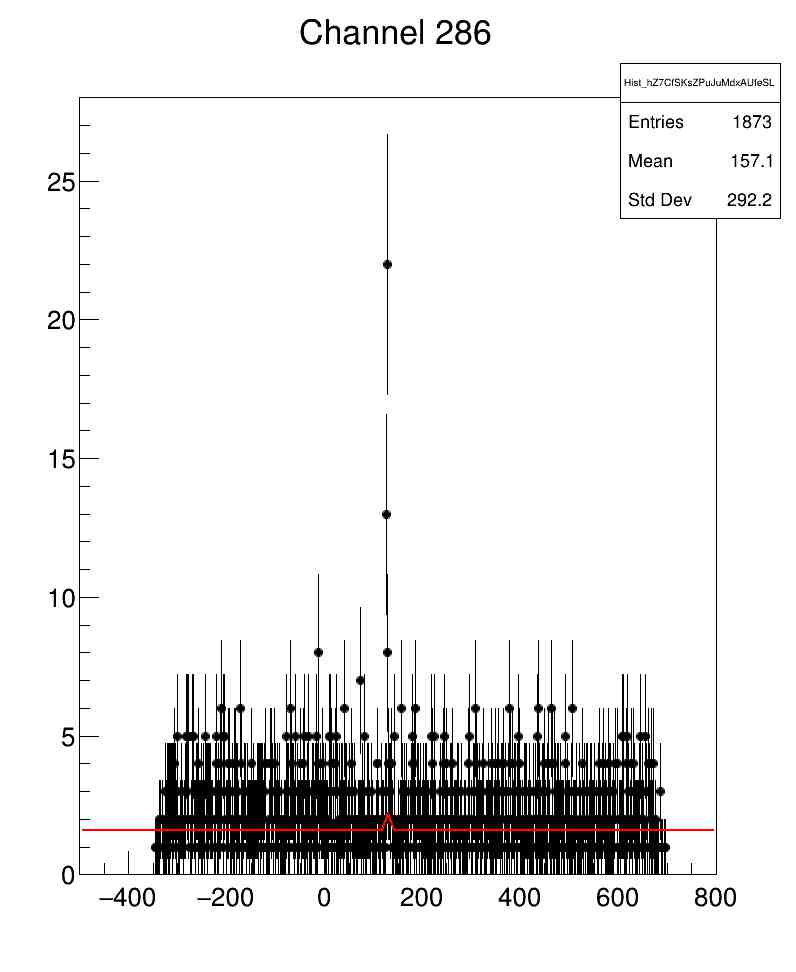 Channel 286
Hist_hZ7CfSKsZPuJuMdxAUfeSL
Entries 1873
Mean 157.1
Std Dev 292.2
25
20
15
10
5
0
−400 −200 0 200 400 600 800